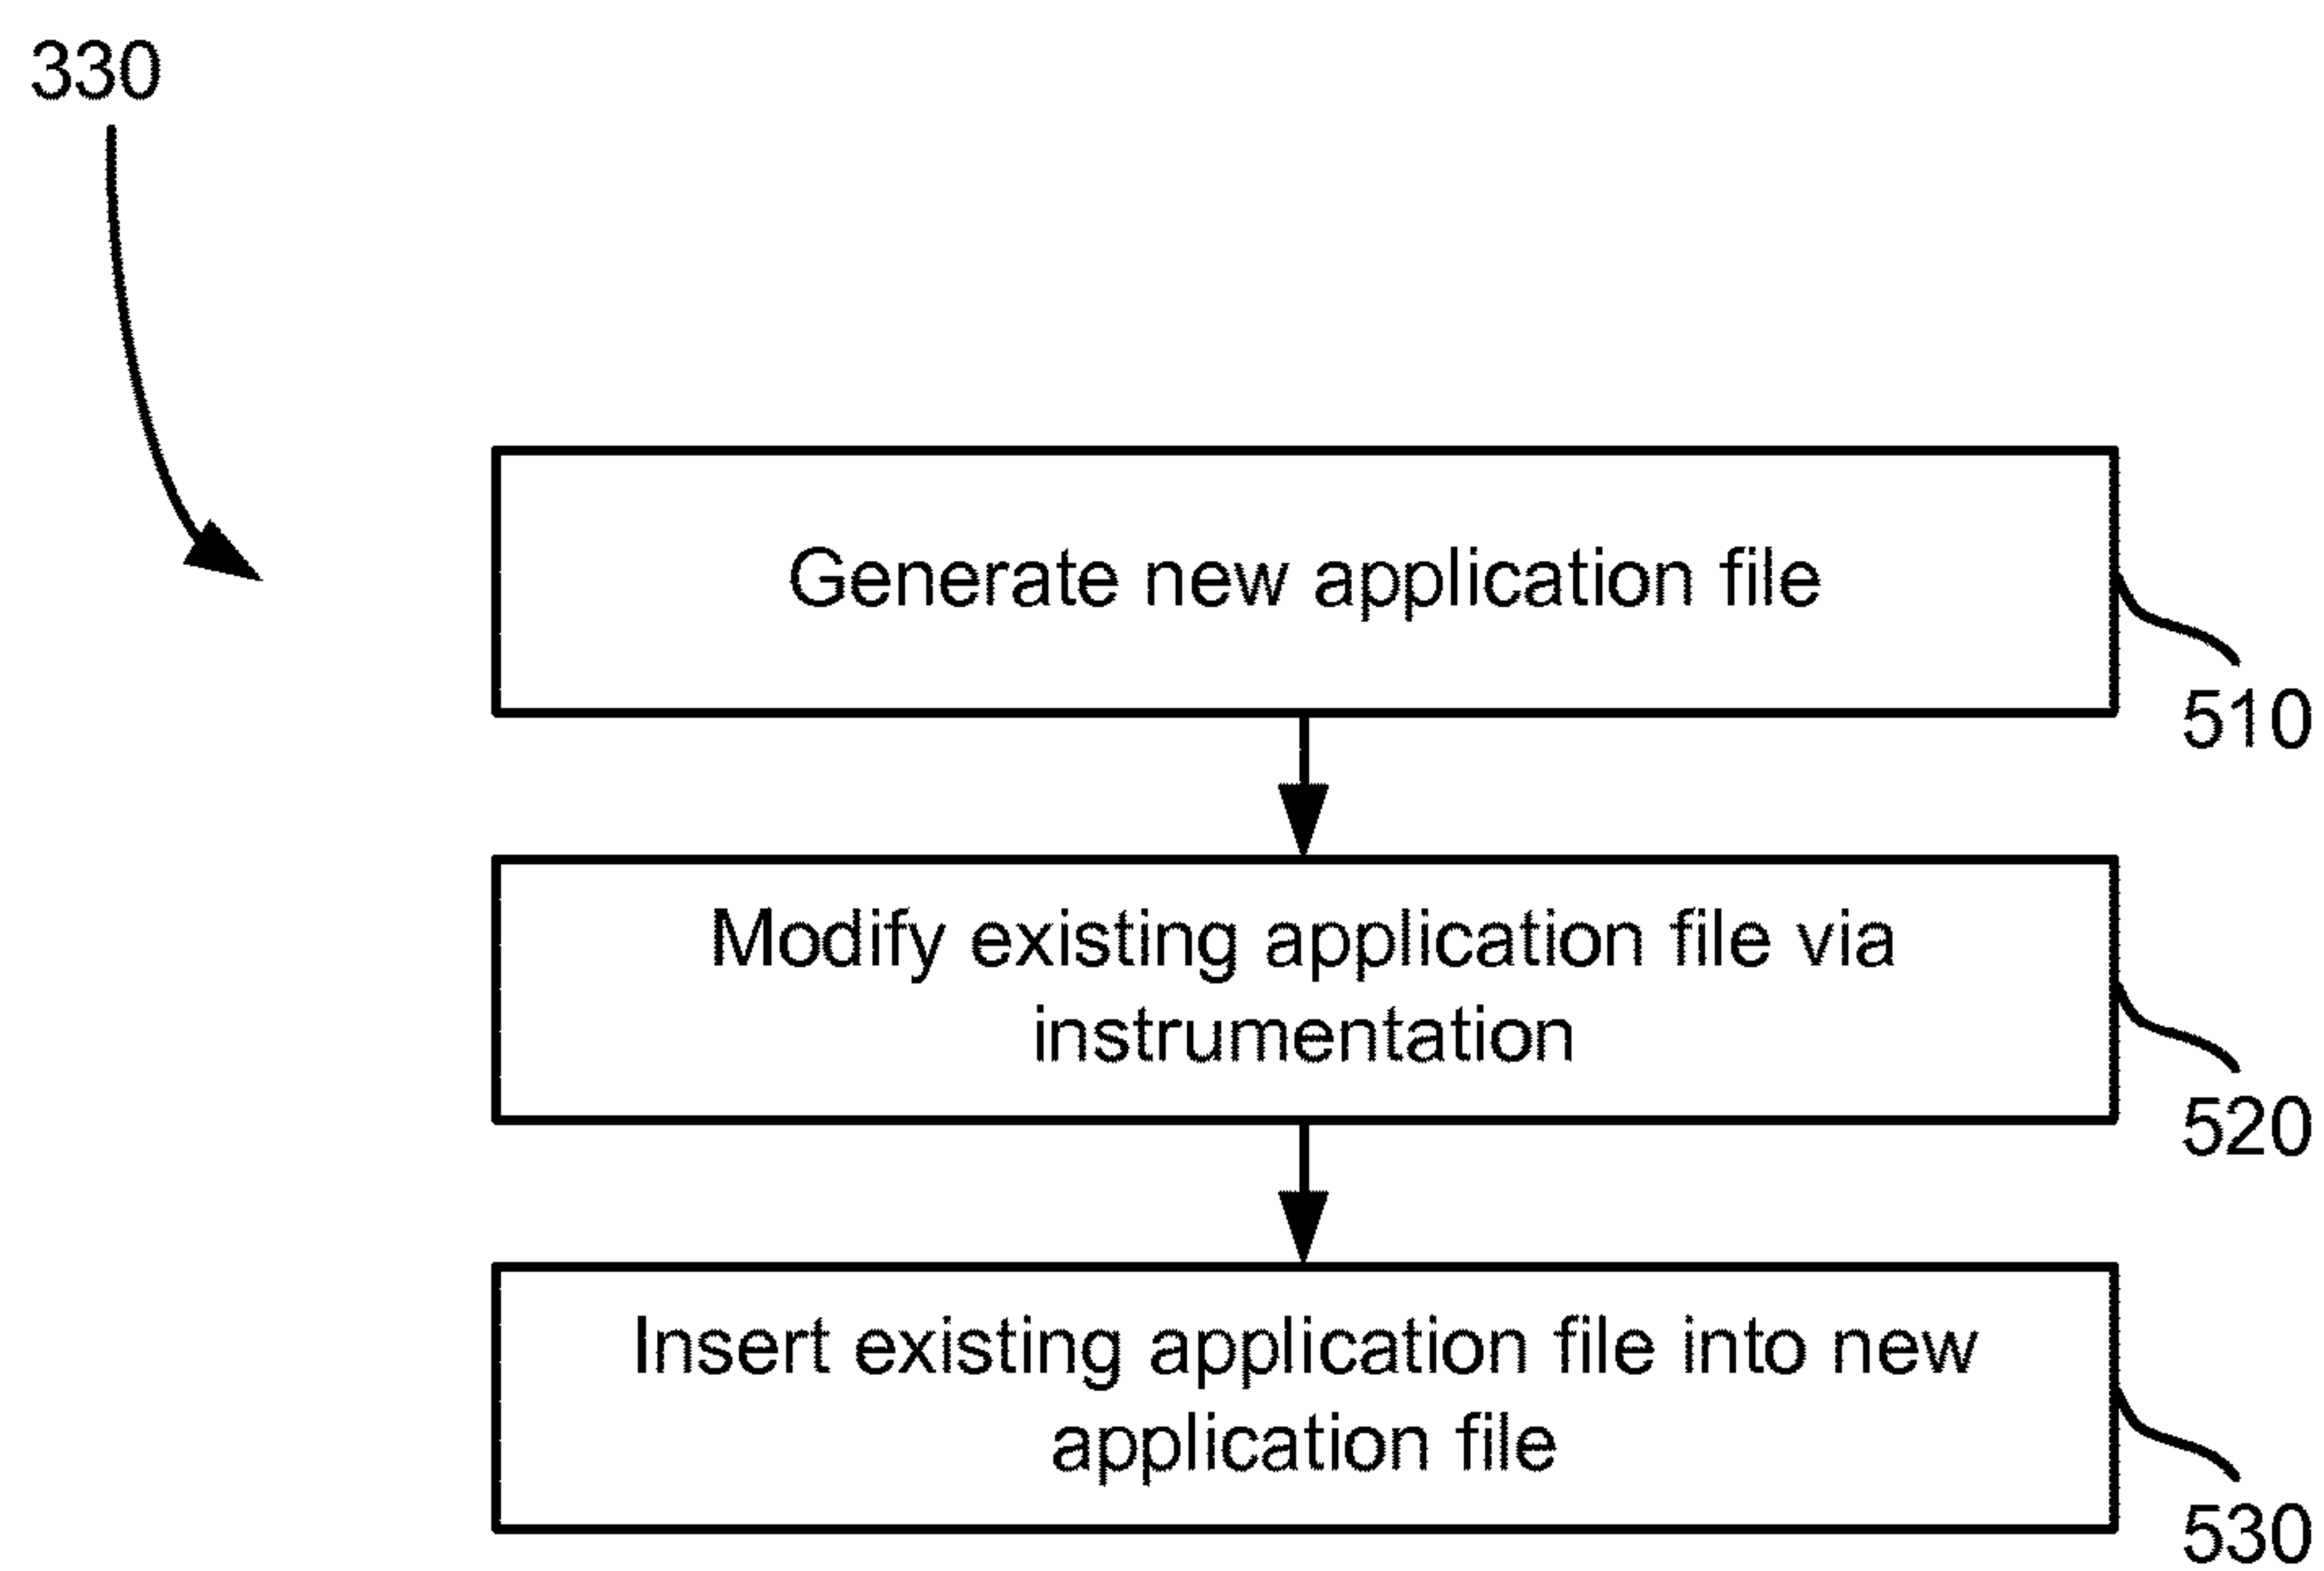 330
Generate new application file
510
Modify existing application file via
instrumentation
520
Insert existing application file into new
application file
530